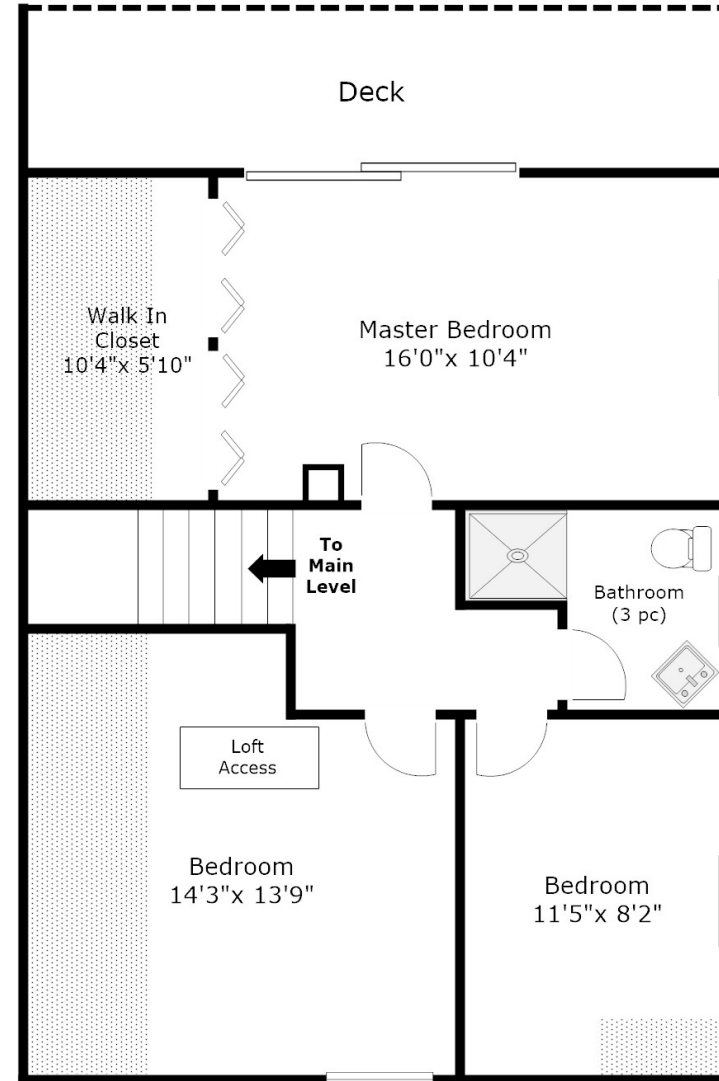 Deck
Walk In
Closet
10'4"x 5'10"
Master Bedroom
16'0"x 10'4"
To
Main
Level
Bathroom
(3 pc)
Loft
Access
Bedroom
14'3"x 13'9"
Bedroom
11'5"x 8'2"